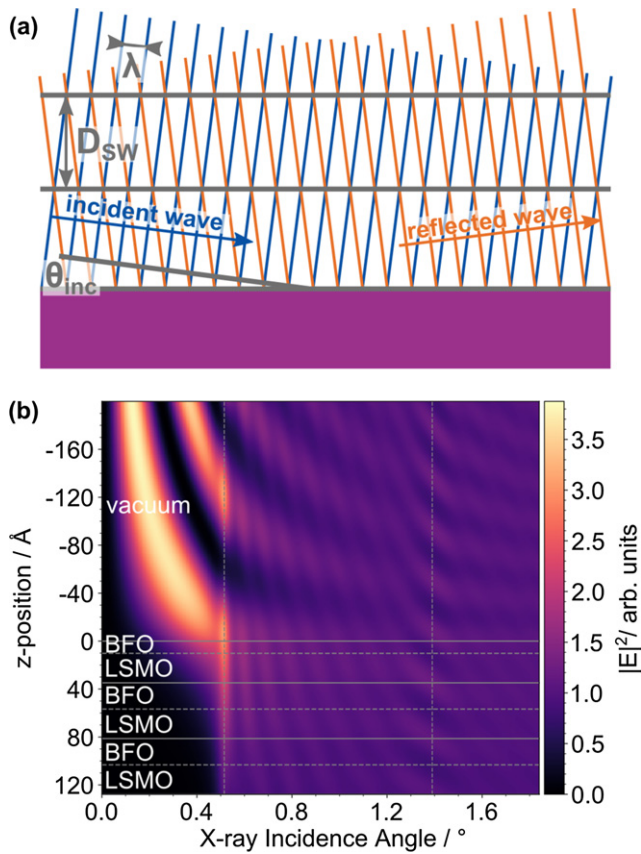 (a)
λ
Dsw
incident wave
reflected wave
θinc
(b)
-160
-120
-80
-40
0
40
80
120
z-position / Å
vacuum
BFO
LSMO
BFO
LSMO
BFO
LSMO
0.0
0.4
0.8
1.2
1.6
X-ray Incidence Angle / °
3.5
3.0
2.5
2.0
1.5
1.0
0.5
0.0
|E|²/ arb. units